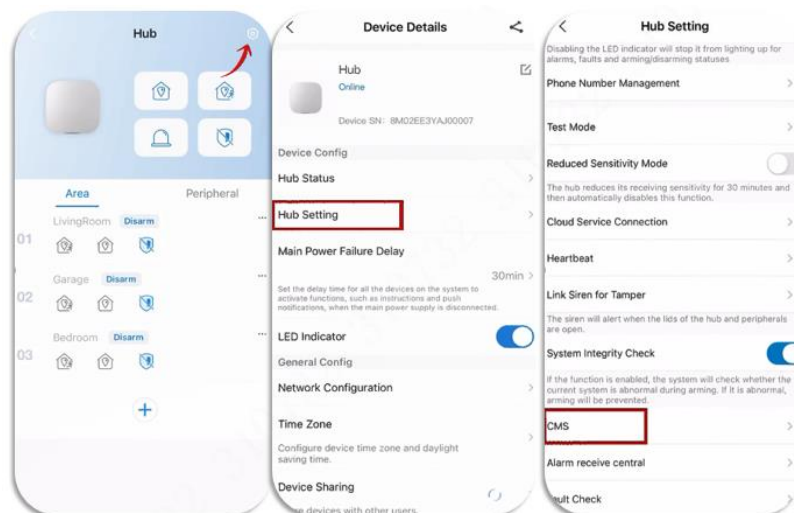 Hub
Area
Peripheral
LivingRoom Disarm
01
Garage Disarm
02
Bedroom Disarm
03
Device Details
Hub
Online
Device SN: 8M02EE3YAJ00007
Device Config
Hub Status
Hub Setting
Main Power Failure Delay
30min
Set the delay time for all the devices on the system to
activate functions, such as instructions and push
notifications, when the main power supply is disconnected.
LED Indicator
General Config
Network Configuration
Time Zone
Configure device time zone and daylight
saving time.
Device Sharing
devices with other users.
Hub Setting
Disabling the LED indicator will stop it from lighting up for
alarms, faults and arming/disarming statuses
Phone Number Management
Test Mode
Reduced Sensitivity Mode
The hub reduces its receiving sensitivity for 30 minutes and
then automatically disables this function.
Cloud Service Connection
Heartbeat
Link Siren for Tamper
The siren will alert when the lids of the hub and peripherals
are open.
System Integrity Check
If the function is enabled, the system will check whether the
current system is abnormal during arming. If it is abnormal,
arming will be prevented.
CMS
Alarm receive central
ult Check